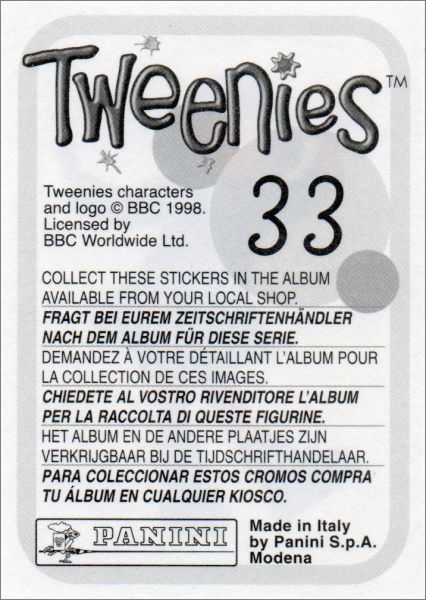 Tweenies™
Tweenies characters
and logo © BBC 1998.
Licensed by
BBC Worldwide Ltd.
33
COLLECT THESE STICKERS IN THE ALBUM
AVAILABLE FROM YOUR LOCAL SHOP.
FRAGT BEI EUREM ZEITSCHRIFTENHÄNDLER
NACH DEM ALBUM FÜR DIESE SERIE.
DEMANDEZ À VOTRE DÉTAILLANT L'ALBUM POUR
LA COLLECTION DE CES IMAGES.
CHIEDETE AL VOSTRO RIVENDITORE L'ALBUM
PER LA RACCOLTA DI QUESTE FIGURINE.
HET ALBUM EN DE ANDERE PLAATJES ZIJN
VERKRIJGBAAR BIJ DE TIJDSCHRIFTHANDELAAR.
PARA COLECCIONAR ESTOS CROMOS COMPRA
TU ÁLBUM EN CUALQUIER KIOSCO.
PANINI
Made in Italy
by Panini S.p.A.
Modena